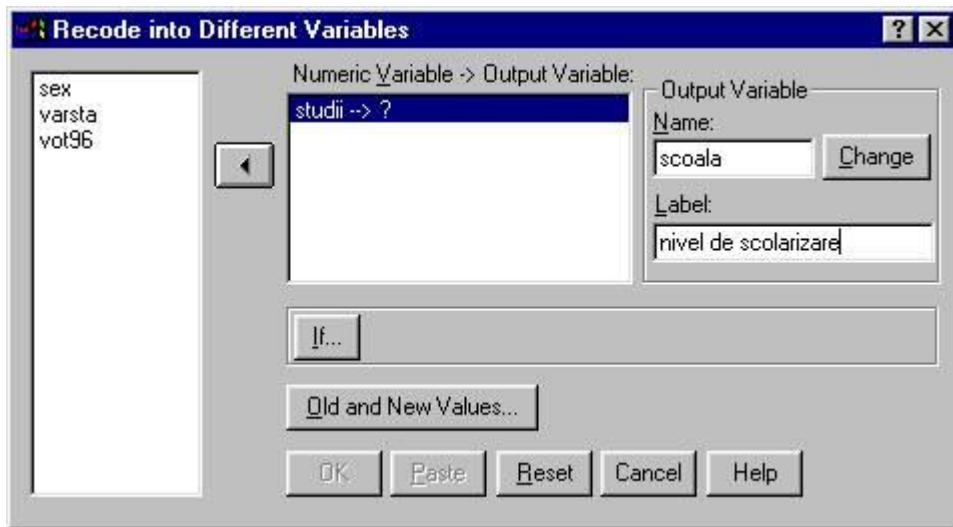 Recode into Different Variables
sex
varsta
vot96
Numeric Variable -> Output Variable:
studii --> ?
Output Variable
Name:
scoala
Change
Label:
nivel de scolarizare
If...
Old and New Values...
OK
Paste
Reset
Cancel
Help